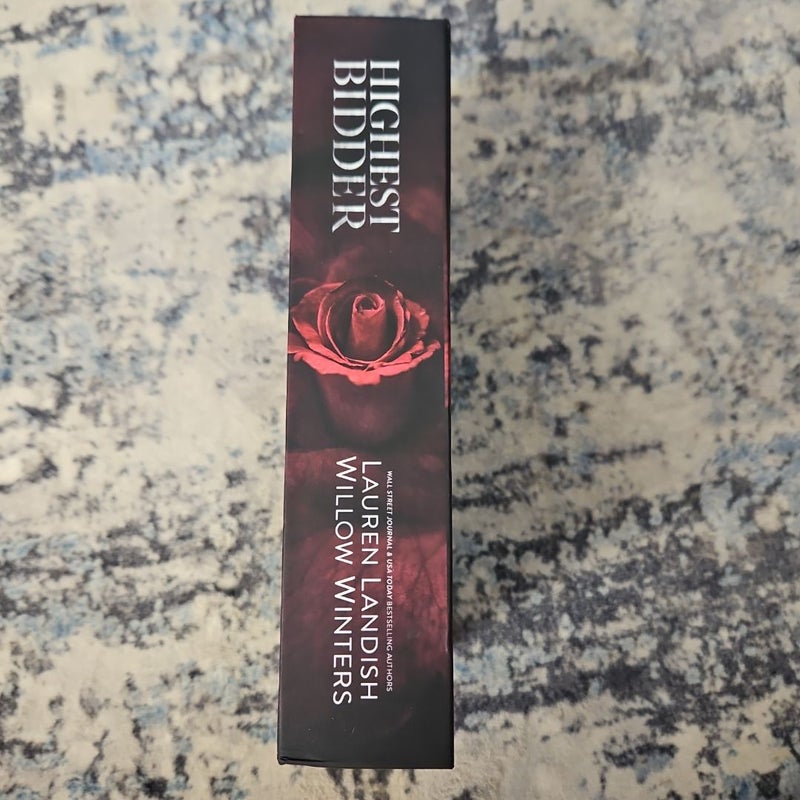 HIGHEST
BIDDER
WALL STREET JOURNAL & USA TODAY BESTSELLING AUTHORS
LAUREN LANDISH
WILLOW WINTERS